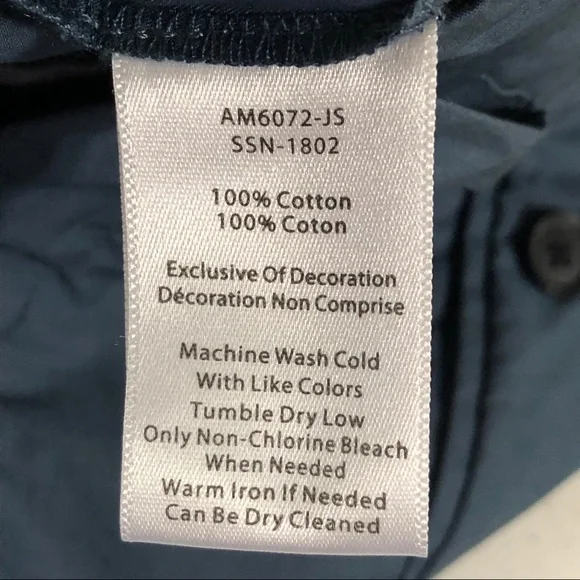 AM6072-JS
SSN-1802
100% Cotton
100% Coton
Exclusive Of Decoration
Décoration Non Comprise
Machine Wash Cold
With Like Colors
Tumble Dry Low
Only Non-Chlorine Bleach
When Needed
Warm Iron If Needed
Can Be Dry Cleaned